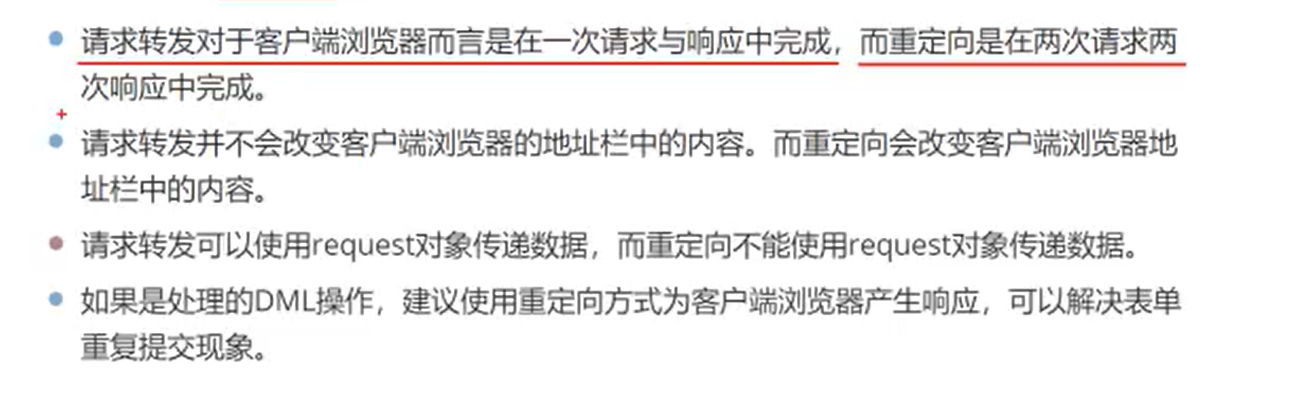 请求转发对于客户端浏览器而言是在一次请求与响应中完成，而重定向是在两次请求两
次响应中完成。
请求转发并不会改变客户端浏览器的地址栏中的内容。而重定向会改变客户端浏览器地
址栏中的内容。
请求转发可以使用request对象传递数据，而重定向不能使用request对象传递数据。
如果是处理的DML操作，建议使用重定向方式为客户端浏览器产生响应，可以解决表单
重复提交现象。